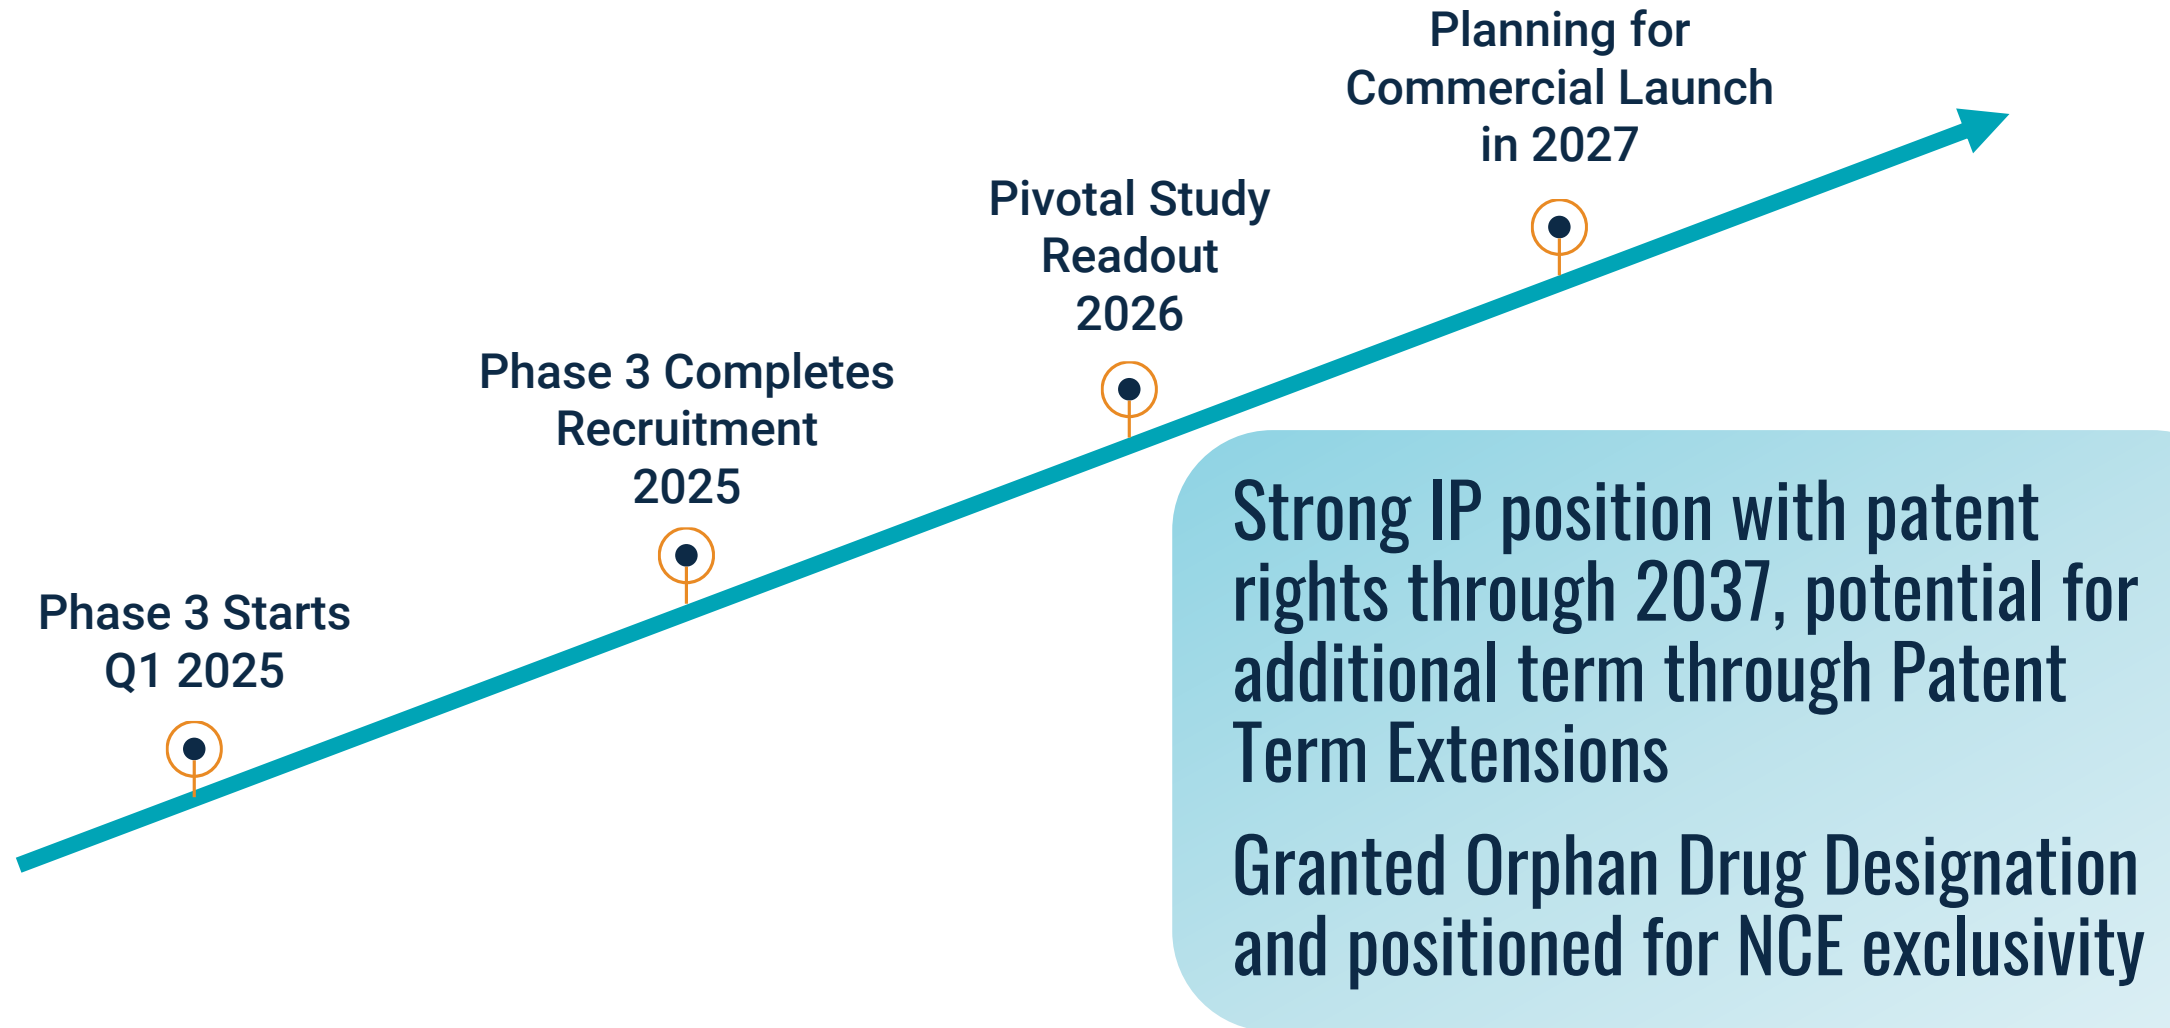 Planning for
Commercial Launch
in 2027
Pivotal Study
Readout
2026
Phase 3 Completes
Recruitment
2025
Phase 3 Starts
Q1 2025
Strong IP position with patent
rights through 2037, potential for
additional term through Patent
Term Extensions
Granted Orphan Drug Designation
and positioned for NCE exclusivity